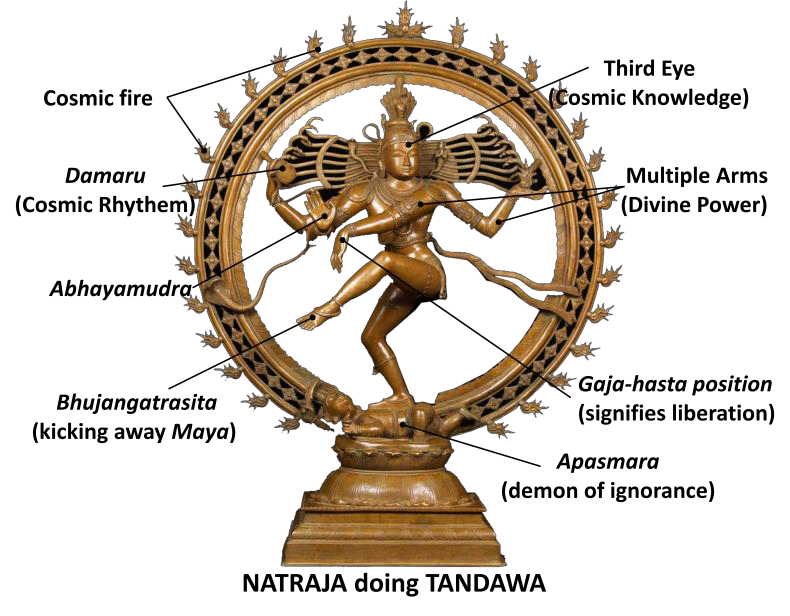 Cosmic fire
Third Eye
(Cosmic Knowledge)
Damaru
(Cosmic Rhythem)
Multiple Arms
(Divine Power)
Abhayamudra
Bhujangatrasita
(kicking away Maya)
Gaja-hasta position
(signifies liberation)
Apasmara
(demon of ignorance)
NATRAJA doing TANDAWA